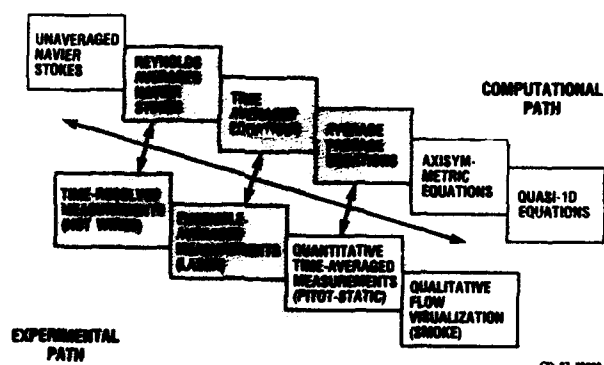 UNAVERAGED
NAVIER
STOKES
REYNOLDS
AVERAGED
NAVIER
STOKES
TIME
AVERAGED
EQUATIONS
AVERAGE
PASSAGE
EQUATIONS
AXISYM-
METRIC
EQUATIONS
QUASI-1D
EQUATIONS
COMPUTATIONAL
PATH
TIME-RESOLVED
MEASUREMENTS
(HOT WIRES)
ENSEMBLE-
AVERAGED
MEASUREMENTS
(LASER)
QUANTITATIVE
TIME-AVERAGED
MEASUREMENTS
(PITOT-STATIC)
QUALITATIVE
FLOW
VISUALIZATION
(SMOKE)
EXPERIMENTAL
PATH